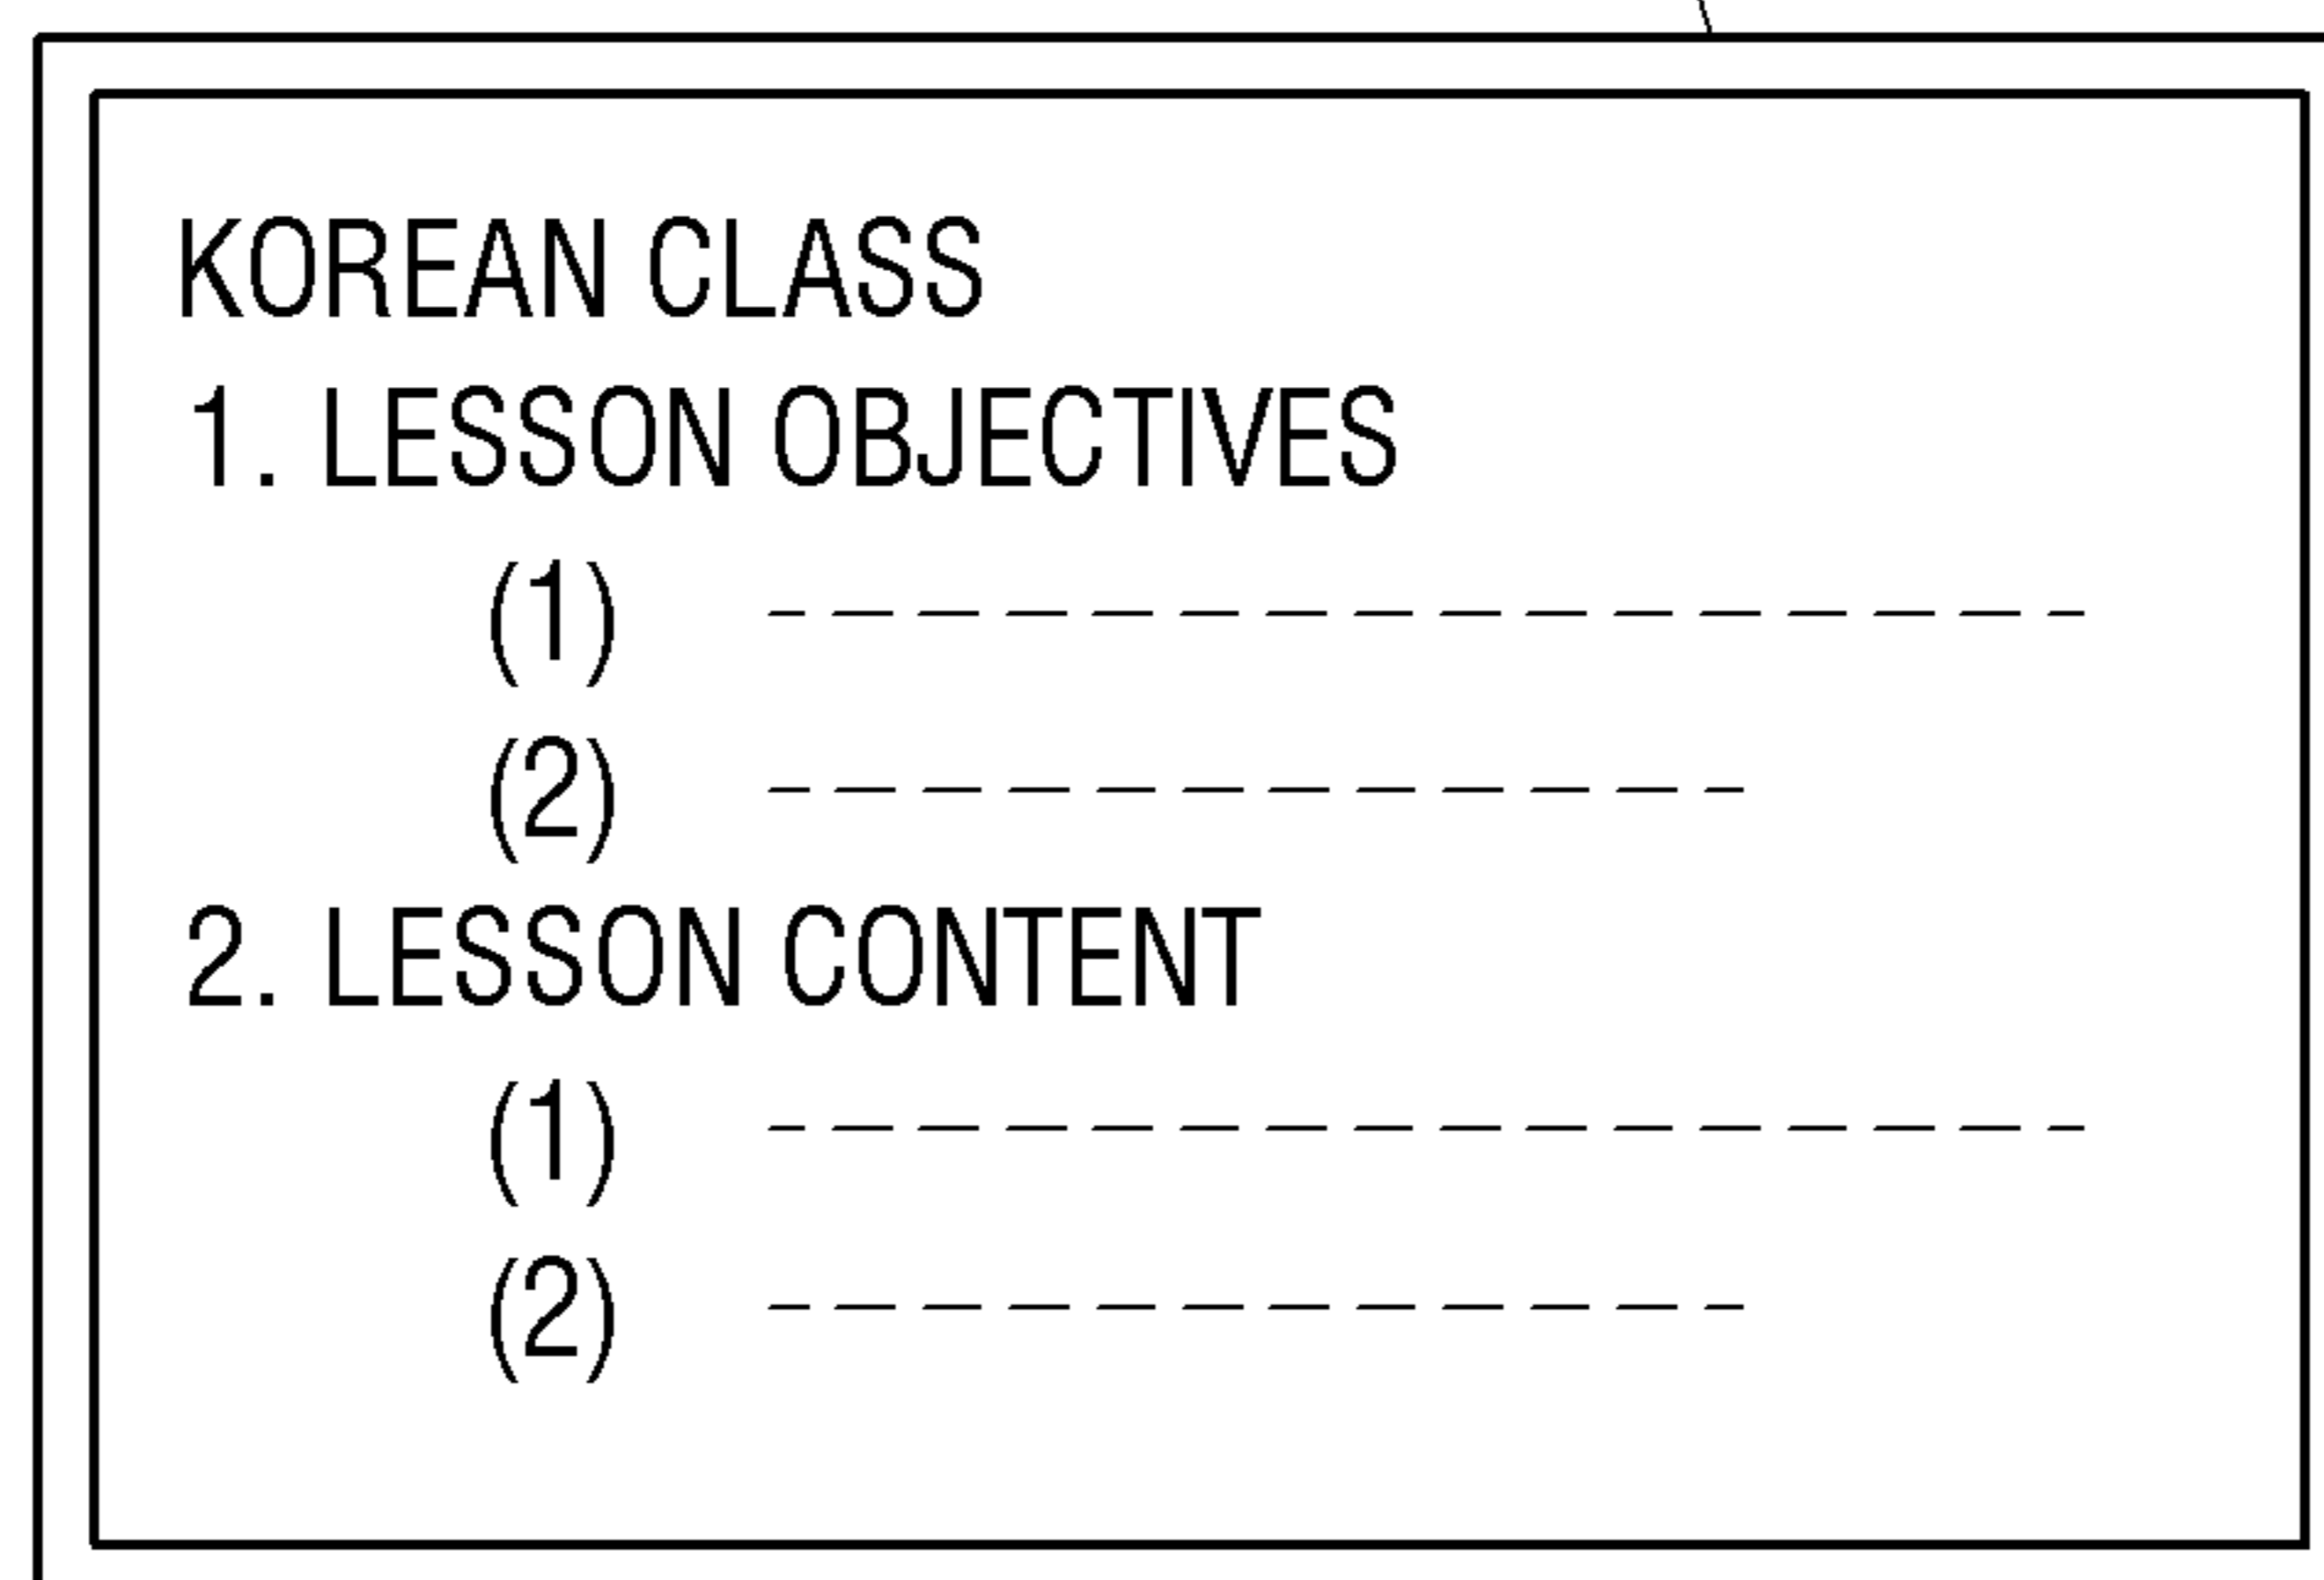 KOREAN CLASS
1. LESSON OBJECTIVES
(1)
(2)
2. LESSON CONTENT
(1)
(2)